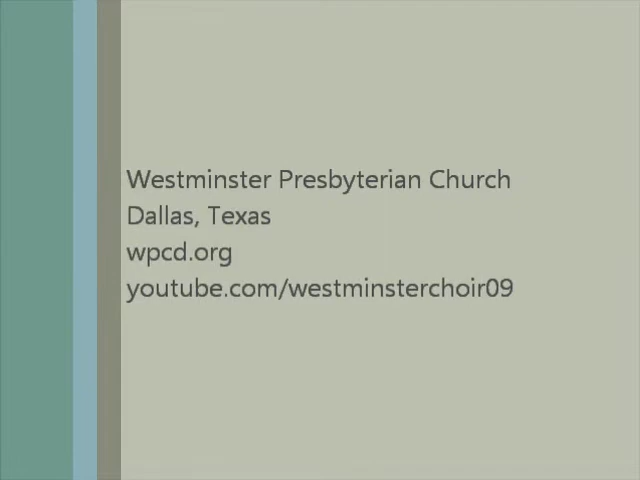 Westminster Presbyterian Church
Dallas, Texas
wpcd.org
youtube.com/westminsterchoir09